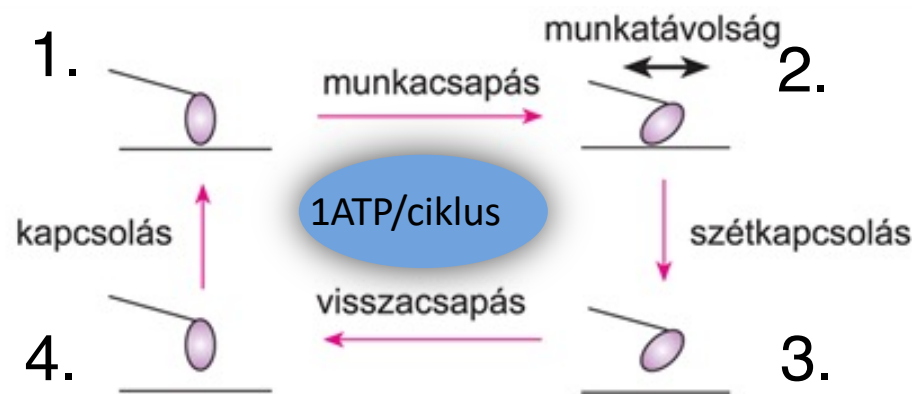 1.
munkacsapás
munkatávolság
2.
kapcsolás
1ATP/ciklus
szétkapcsolás
visszacsapás
4.
3.